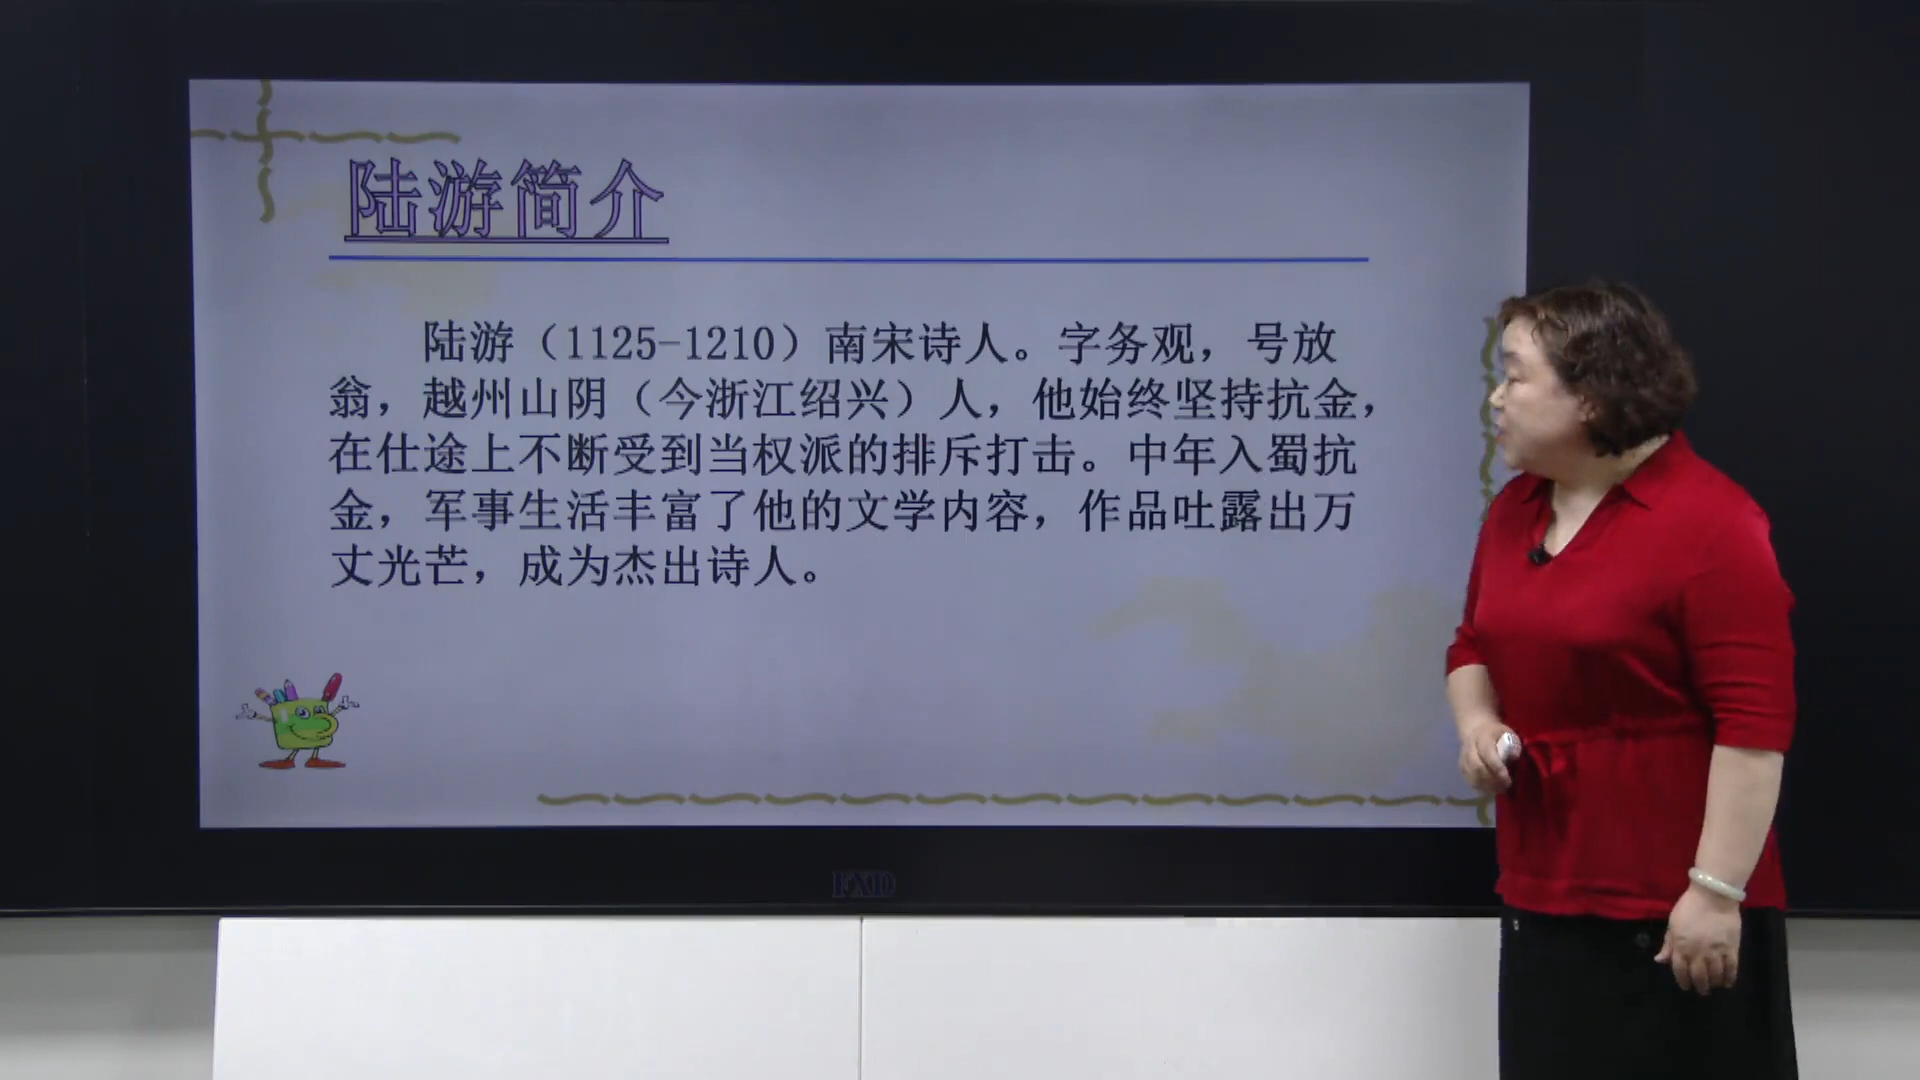 陆游简介
陆游（1125-1210）南宋诗人。字务观，号放
翁，越州山阴（今浙江绍兴）人，他始终坚持抗金，
在仕途上不断受到当权派的排斥打击。中年入蜀抗
金，军事生活丰富了他的文学内容，作品吐露出万
丈光芒，成为杰出诗人。
FXD